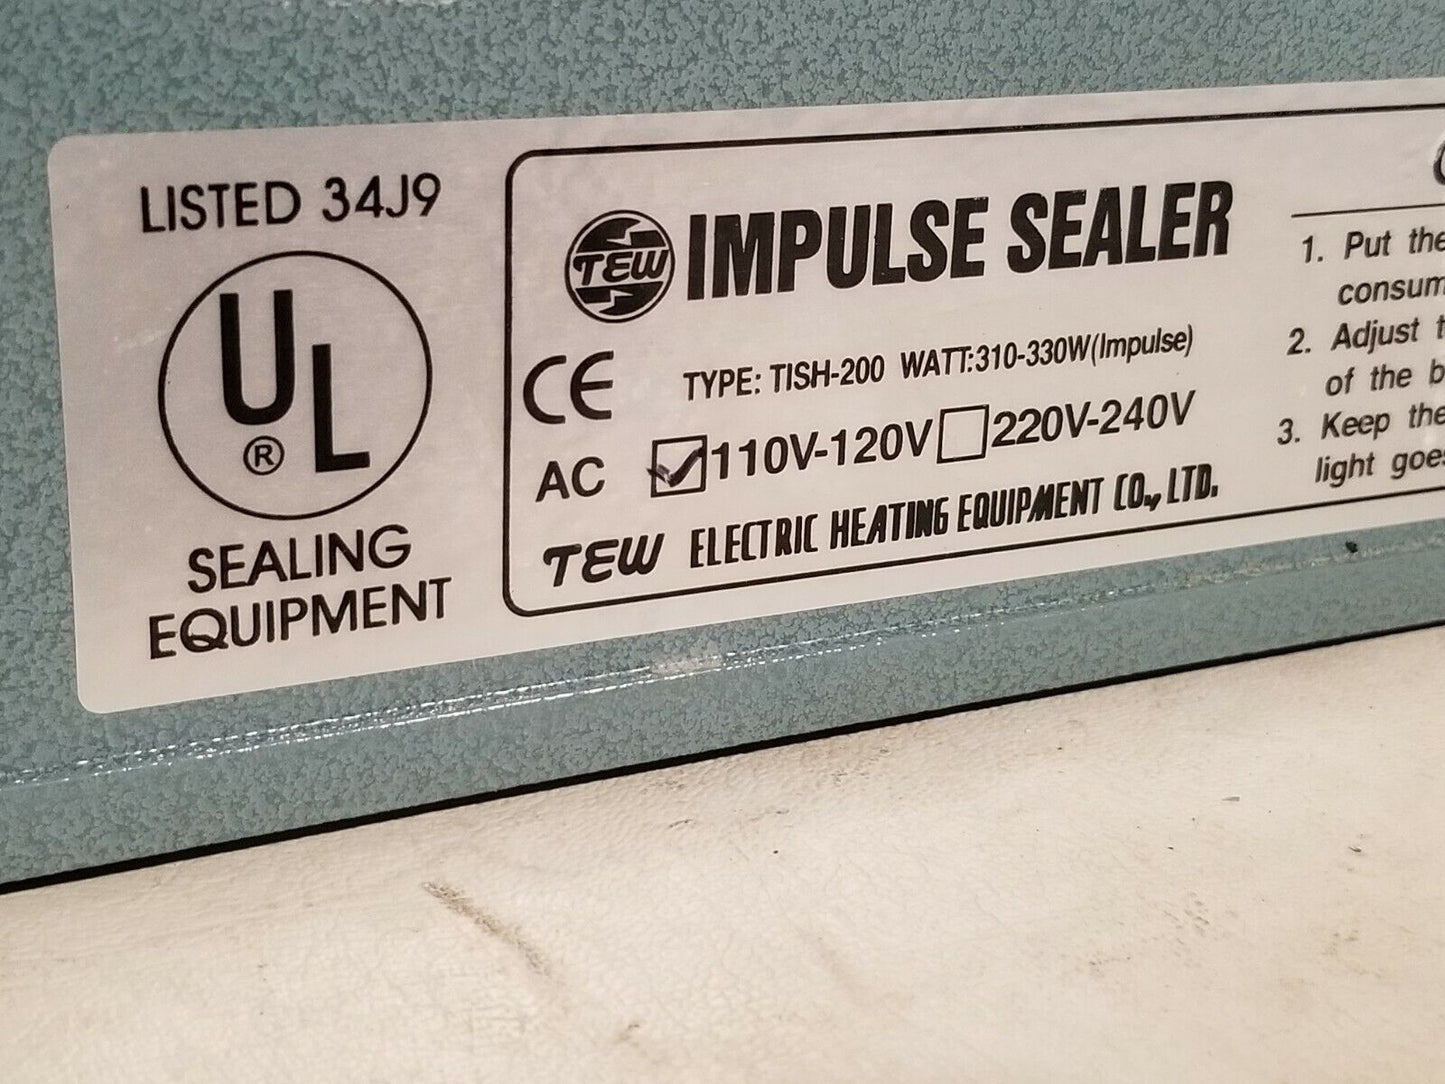 LISTED 34J9
UL
®
SEALING
EQUIPMENT
TEW IMPULSE SEALER
CE
TYPE: TISH-200 WATT:310-330W(Impulse)
AC 110V-120V 220V-240V
TEW ELECTRIC HEATING EQUIPMENT CO., LTD.
1. Put the
2. Adjust
of the
3. Keep the
light